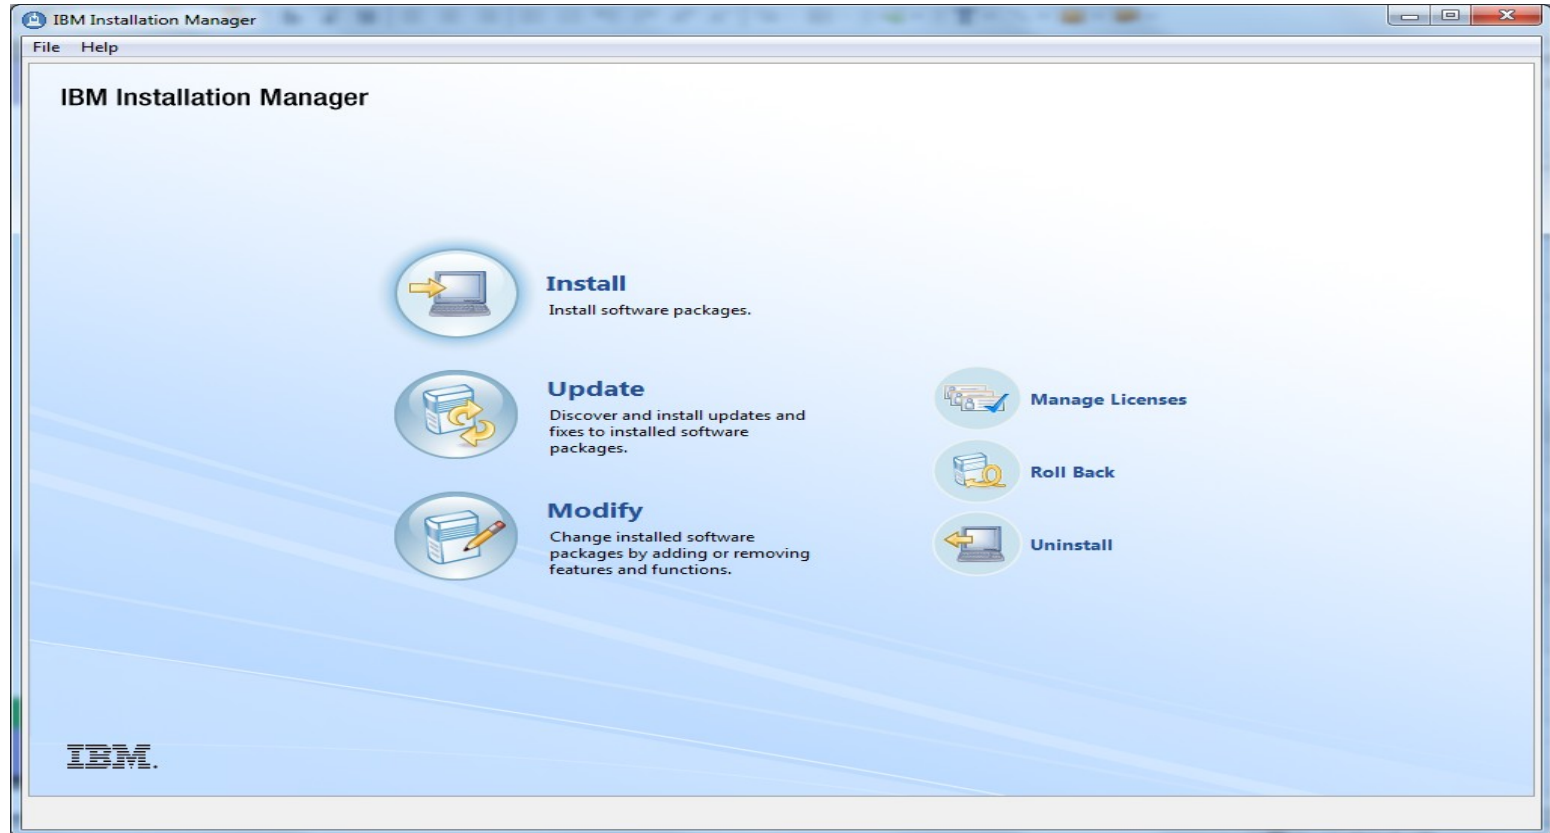 IBM Installation Manager
File Help
IBM Installation Manager
Install
Install software packages.
Update
Discover and install updates and
fixes to installed software
packages.
Modify
Change installed software
packages by adding or removing
features and functions.
Manage Licenses
Roll Back
Uninstall
IBM.